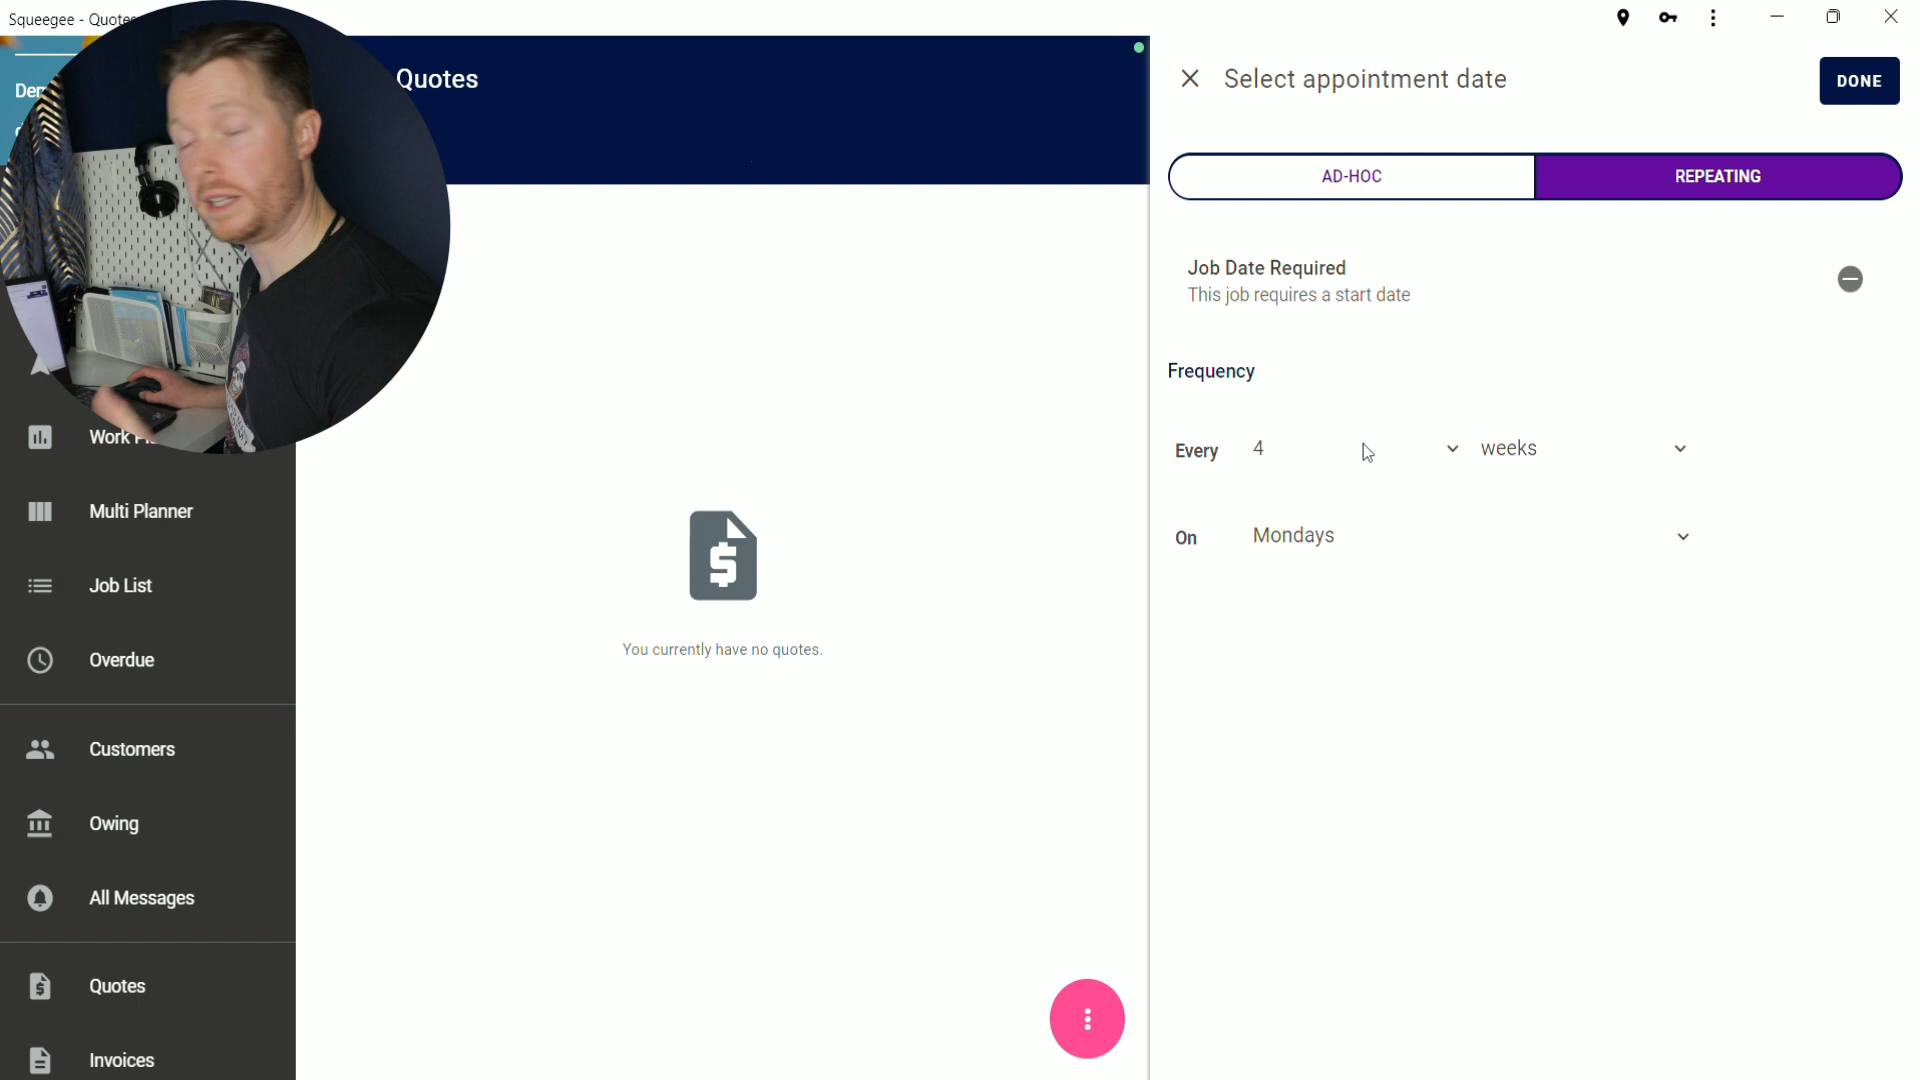 Squeegee - Quotes
Quotes
Work
Multi Planner
Job List
Overdue
Customers
Owing
All Messages
Quotes
Invoices
You currently have no quotes.
Select appointment date
DONE
AD-HOC
REPEATING
Job Date Required
This job requires a start date
Frequency
Every 4 weeks
On Mondays